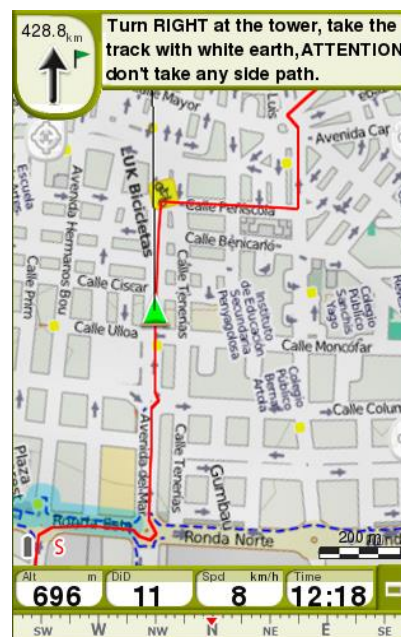 428.8 km
Turn RIGHT at the tower, take the
track with white earth,ATTENTION
don't take any side path.
Calle Mayor
Luis
Avenida Car
Escuela
EUK Bicicletas
Calle Peñíscola
Avenida Hermanos Bou
Calle Benicarló
Calle Prim
Calle Ciscar
Calle Tenerías
Instituto
de Educación
Secundaria
Penyagolosa
Colegio
Público
Sanchis
Yago
Calle Ulloa
Calle Moncófar
Colegio
Público
Bernat
Artola
Calle Colum
Avenida del Mar
Calle Tenerías
Gumbau
Plaza
Ronda Este
Ronda Norte
200 m
S
Alt m
DiD
Spd km/h
Time
696
11
8
12:18
SW W NW N NE E SE